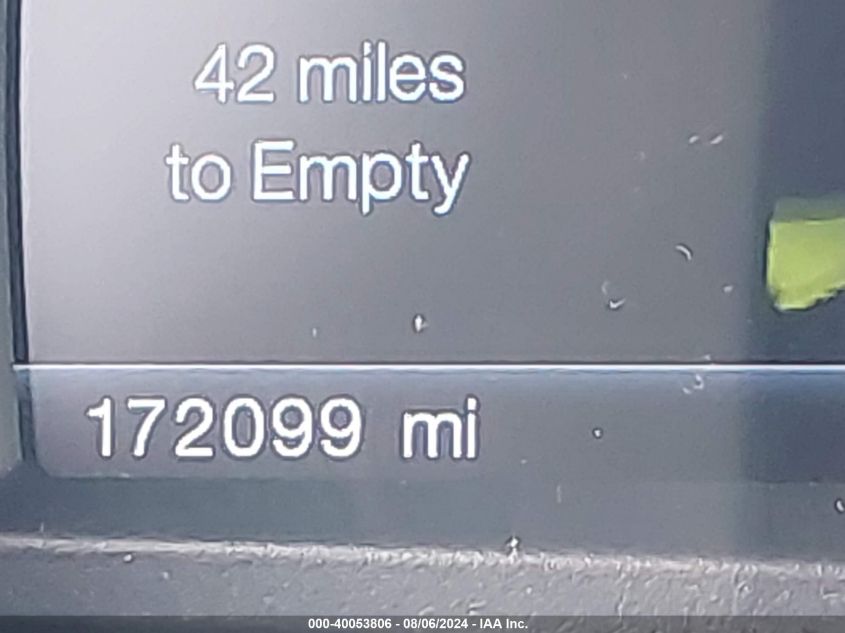 42 miles
to Empty
172099 mi
000-40053806 - 08/06/2024 - IAA Inc.